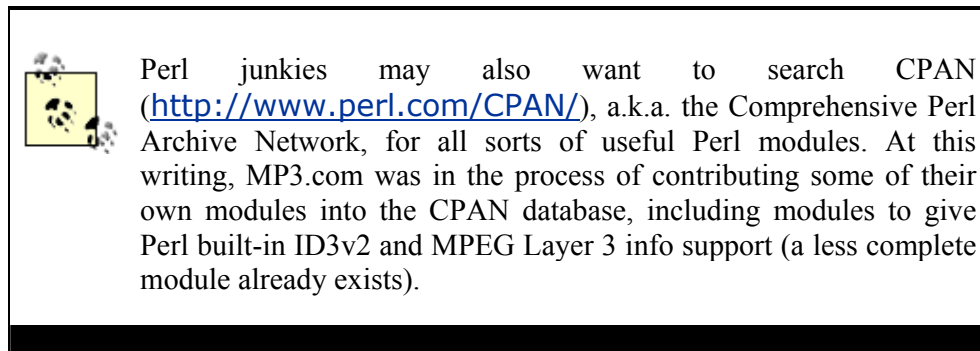 Perl junkies may also want to search CPAN
(http://www.perl.com/CPAN/), a.k.a. the Comprehensive Perl
Archive Network, for all sorts of useful Perl modules. At this
writing, MP3.com was in the process of contributing some of their
own modules into the CPAN database, including modules to give
Perl built-in ID3v2 and MPEG Layer 3 info support (a less complete
module already exists).